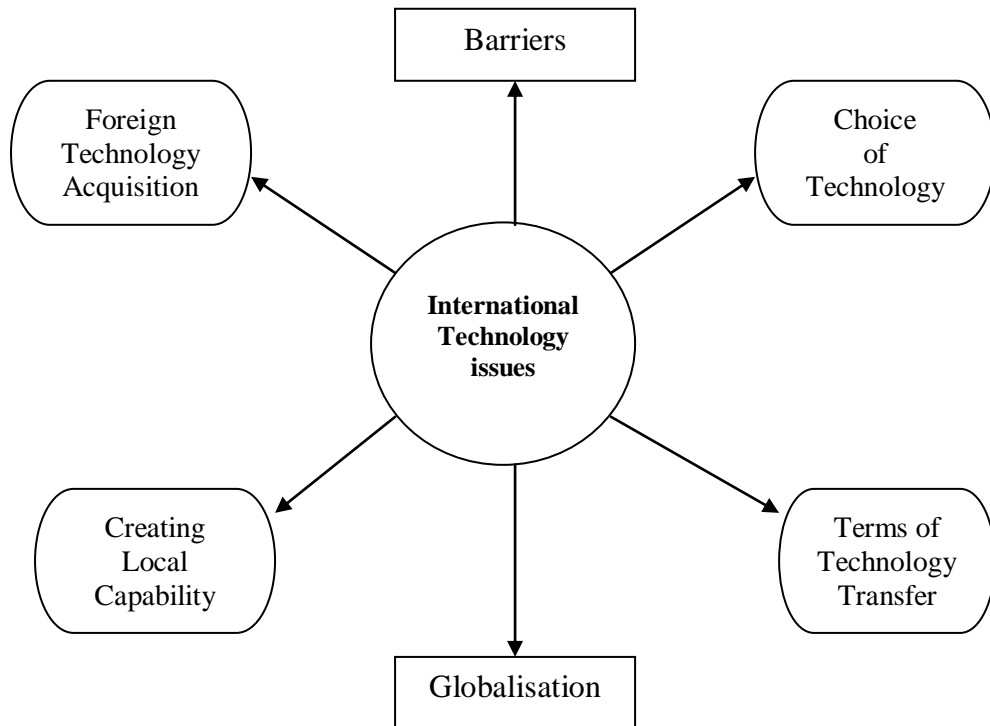 Barriers
Foreign
Technology
Acquisition
Choice
of
Technology
International
Technology
issues
Creating
Local
Capability
Terms of
Technology
Transfer
Globalisation